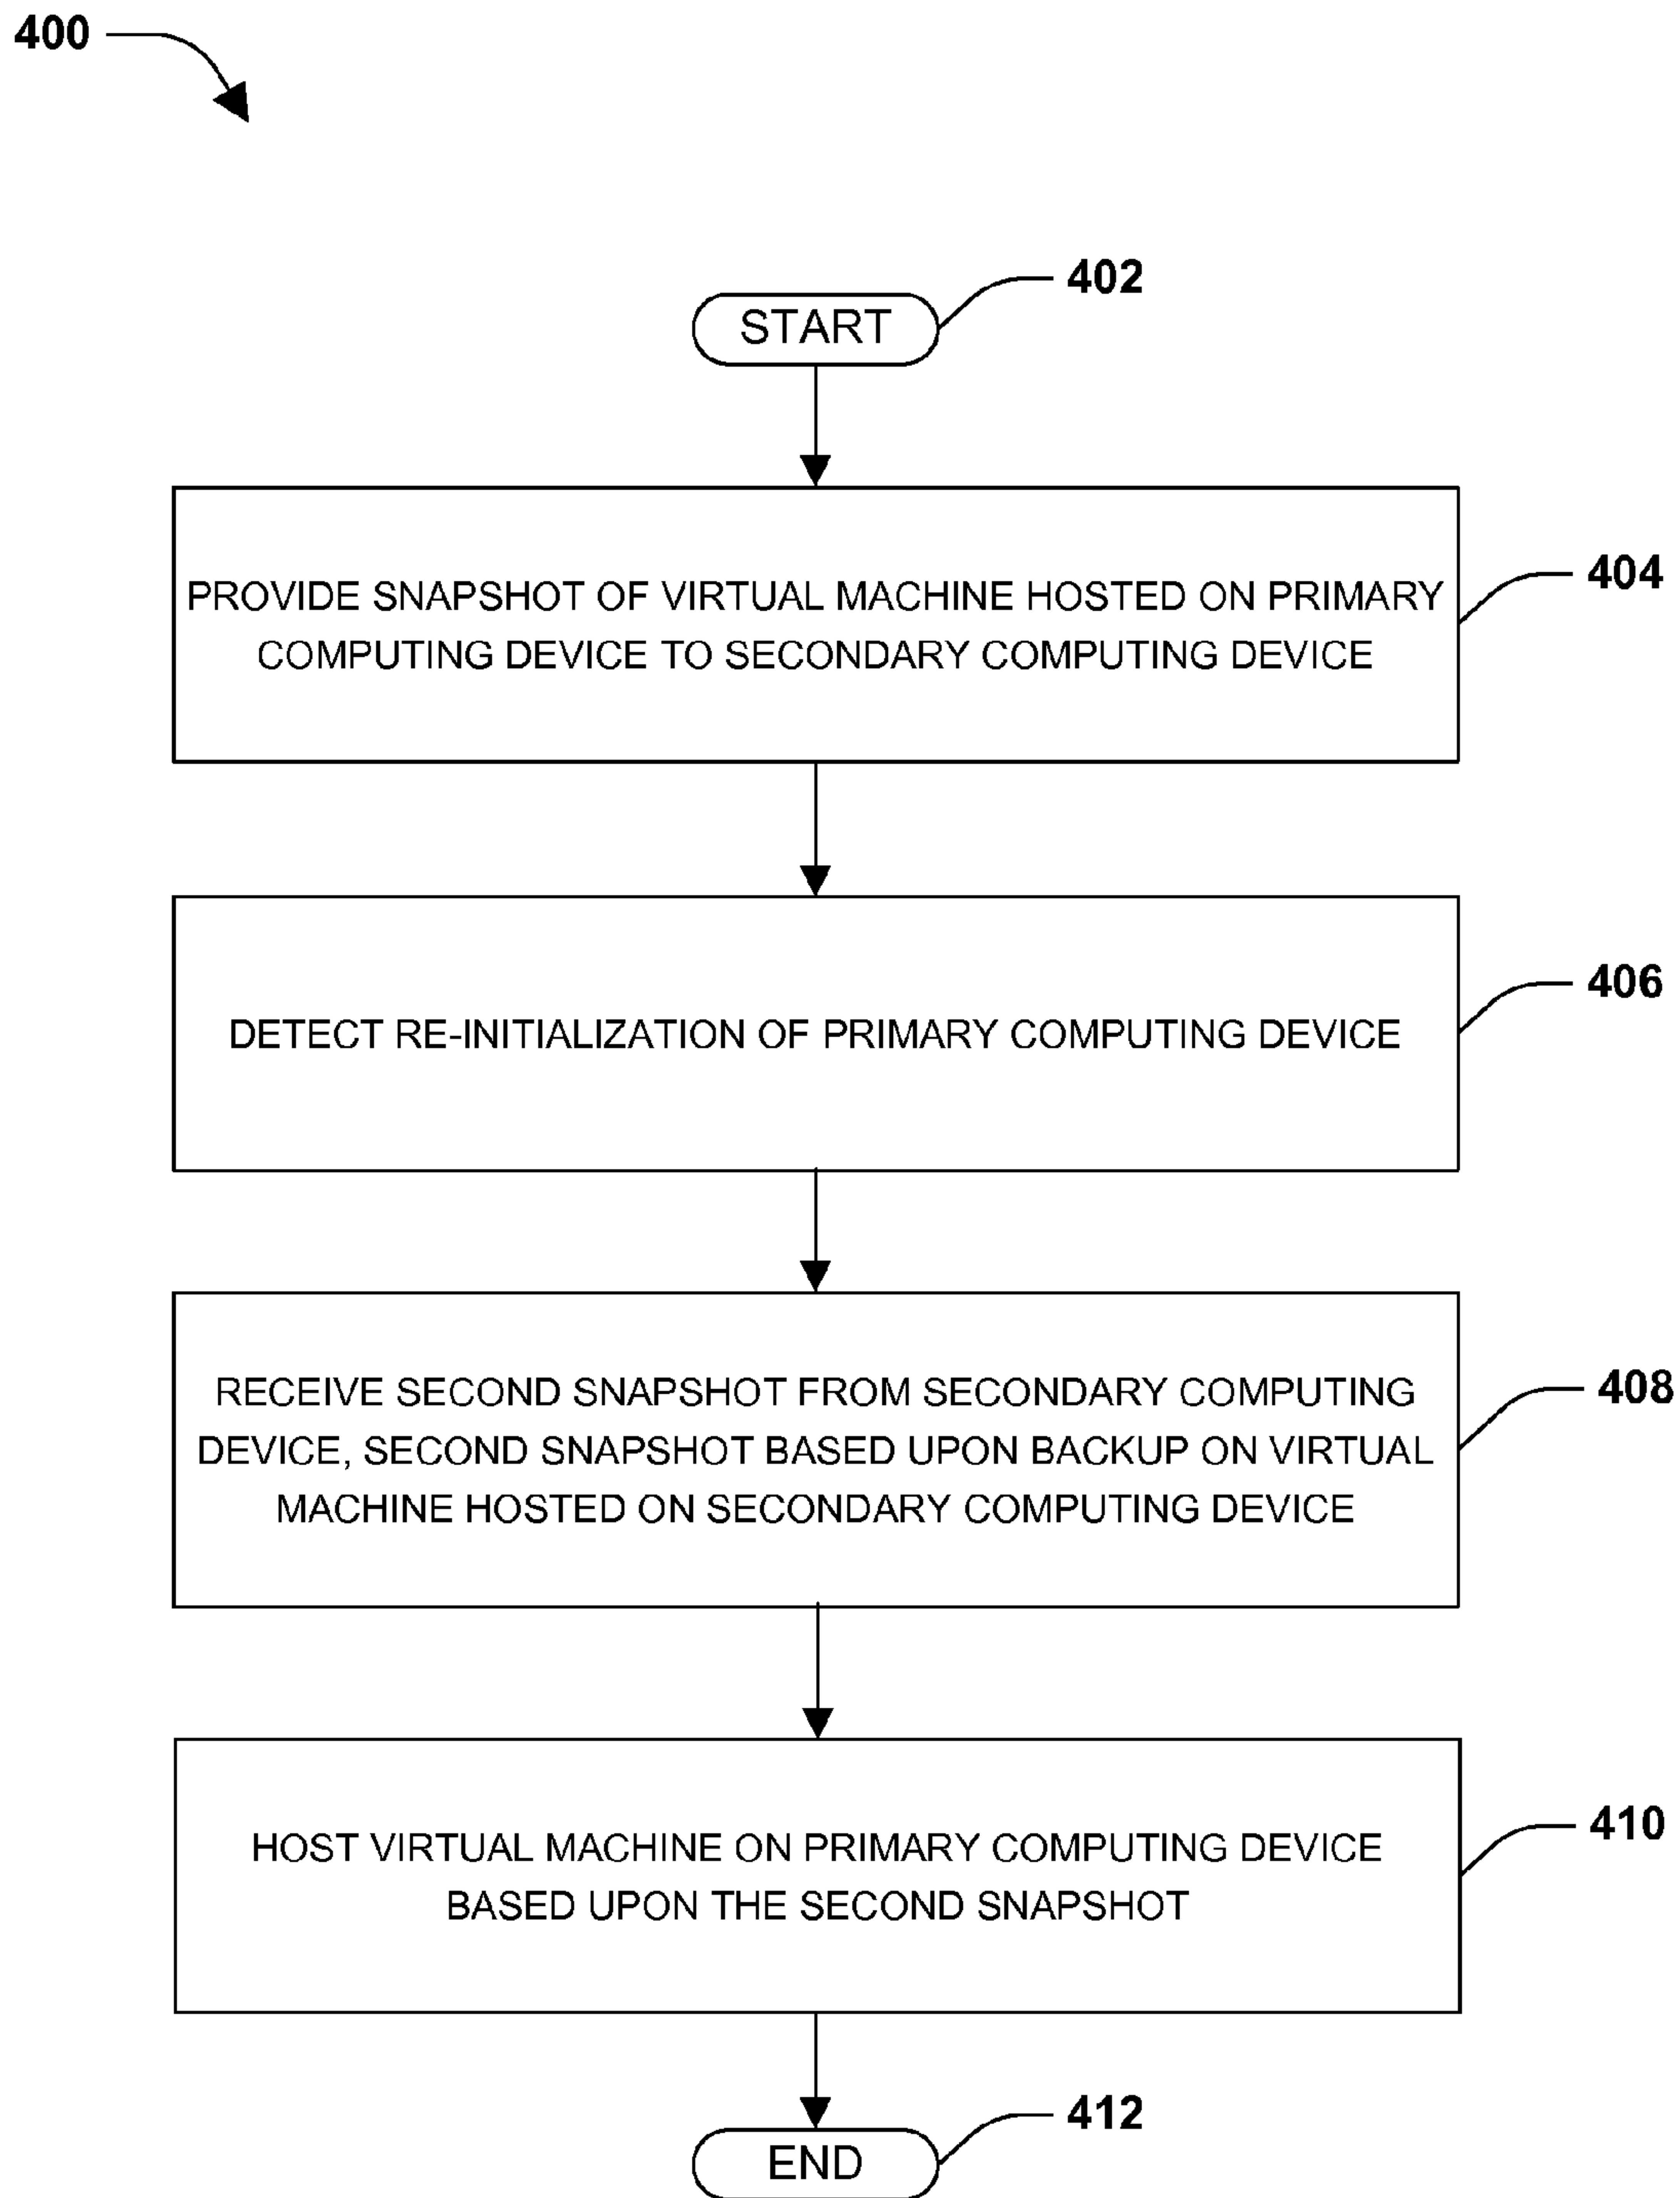 400
402
START
PROVIDE SNAPSHOT OF VIRTUAL MACHINE HOSTED ON PRIMARY
COMPUTING DEVICE TO SECONDARY COMPUTING DEVICE
404
DETECT RE-INITIALIZATION OF PRIMARY COMPUTING DEVICE
406
RECEIVE SECOND SNAPSHOT FROM SECONDARY COMPUTING
DEVICE, SECOND SNAPSHOT BASED UPON BACKUP ON VIRTUAL
MACHINE HOSTED ON SECONDARY COMPUTING DEVICE
408
HOST VIRTUAL MACHINE ON PRIMARY COMPUTING DEVICE
BASED UPON THE SECOND SNAPSHOT
410
412
END